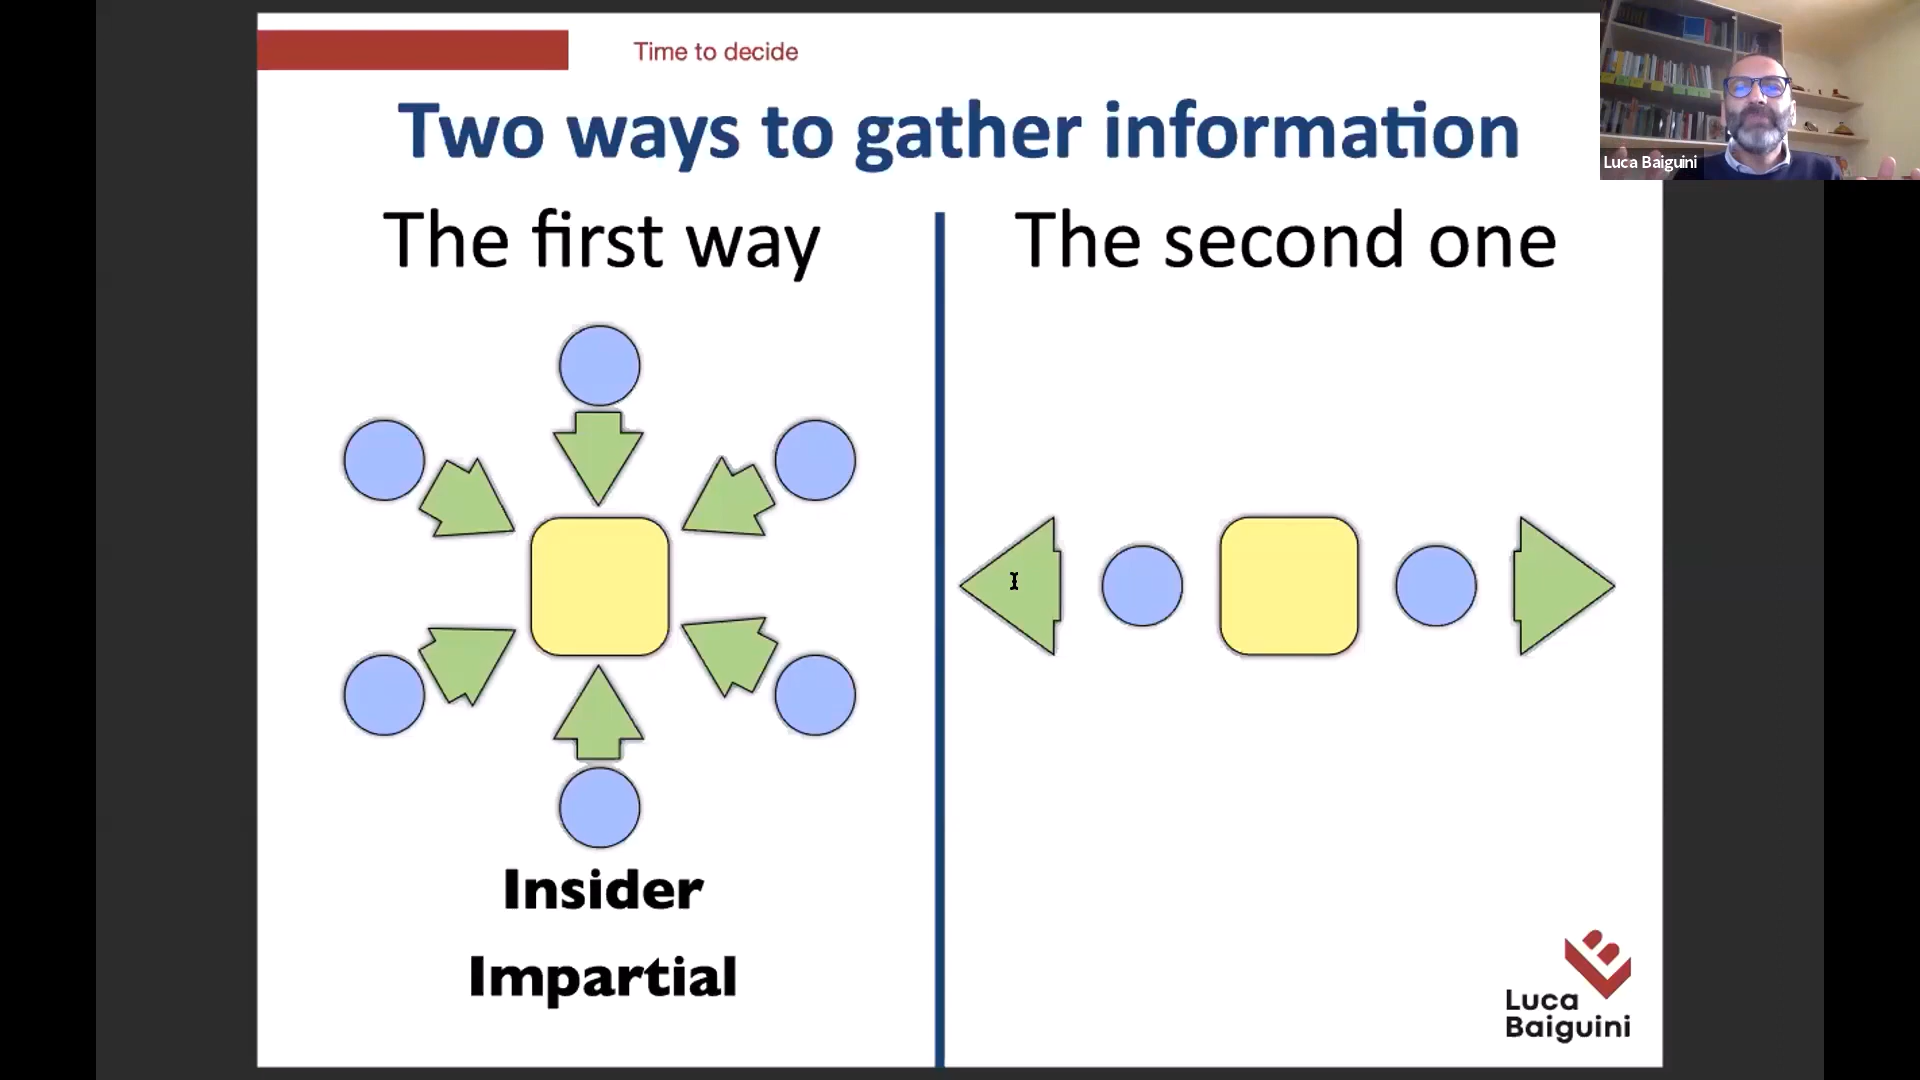 Time to decide
Two ways to gather information
The first way
The second one
Insider
Impartial
Luca
Baiguini
Luca Baiguini